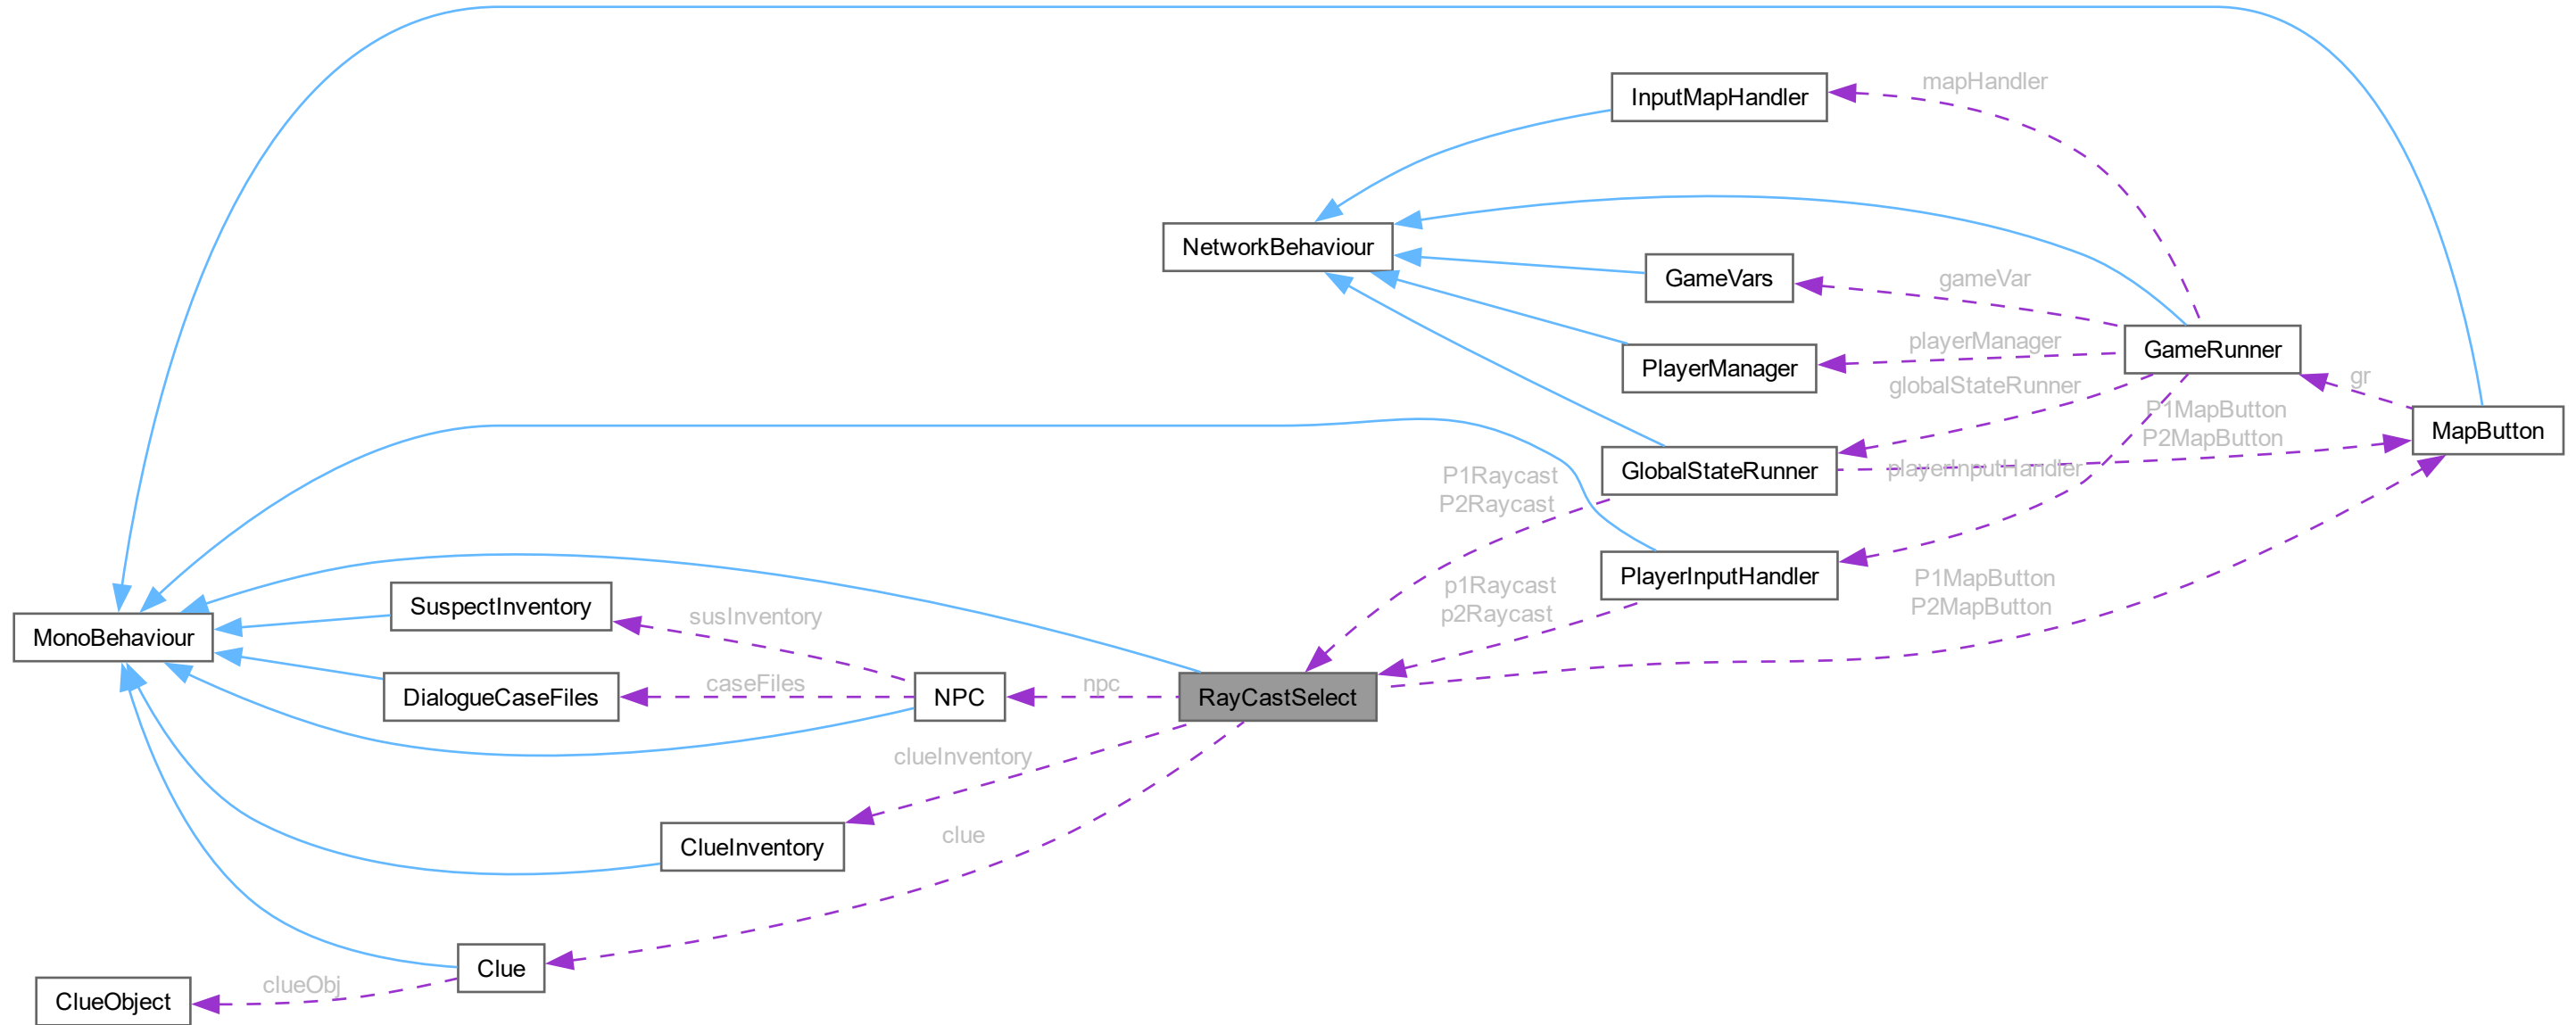 mapHandler
InputMapHandler
NetworkBehaviour
GameVars
gameVar
playerManager
PlayerManager
GameRunner
globalStateRunner
gr
P1MapButton
P2MapButton
MapButton
GlobalStateRunner
playerInputHandler
P1Raycast
P2Raycast
PlayerInputHandler
p1Raycast
p2Raycast
P1MapButton
P2MapButton
MonoBehaviour
SuspectInventory
susInventory
DialogueCaseFiles
caseFiles
NPC
npc
RayCastSelect
clueInventory
ClueInventory
clue
Clue
clueObj
ClueObject